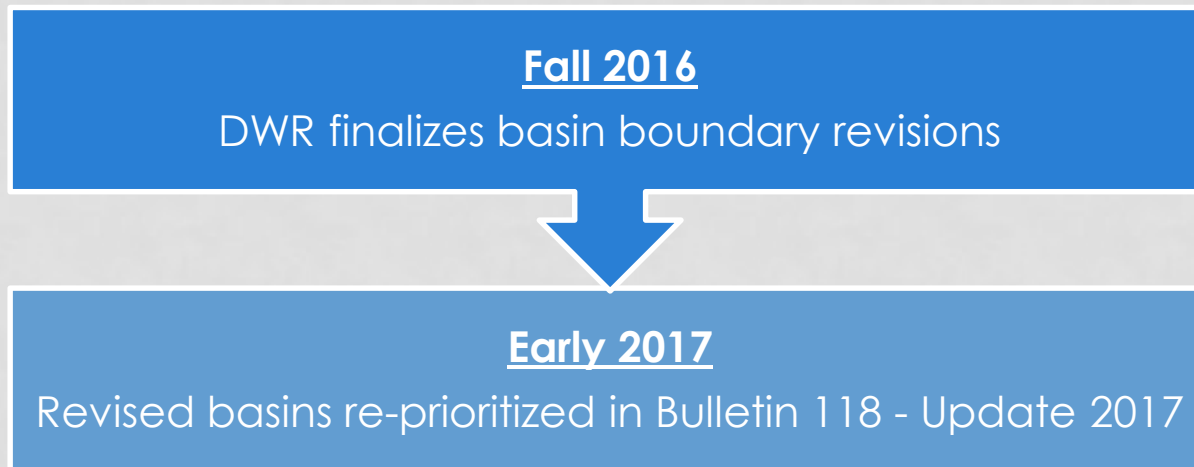 Fall 2016
DWR finalizes basin boundary revisions
Early 2017
Revised basins re-prioritized in Bulletin 118 - Update 2017